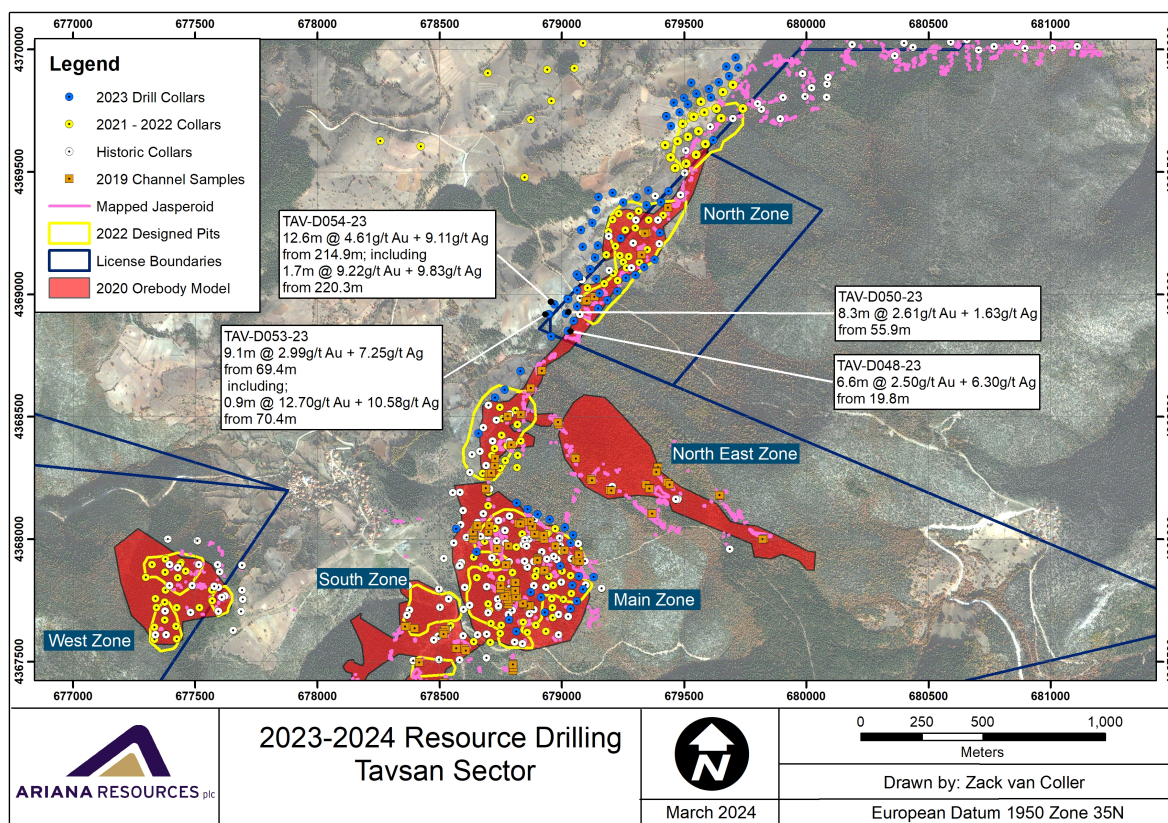 677000 677500 678000 678500 679000 679500 680000 680500 681000
4370000
4369500
4369000
4368500
4368000
4367500
Legend
2023 Drill Collars
2021 - 2022 Collars
Historic Collars
2019 Channel Samples
Mapped Jasperoid
2022 Designed Pits
License Boundaries
2020 Orebody Model
North Zone
TAV-D054-23
12.6m @ 4.61g/t Au + 9.11g/t Ag
from 214.9m; including
1.7m @ 9.22g/t Au + 9.83g/t Ag
from 220.3m
TAV-D050-23
8.3m @ 2.61g/t Au + 1.63g/t Ag
from 55.9m
TAV-D053-23
9.1m @ 2.99g/t Au + 7.25g/t Ag
from 69.4m
including;
0.9m @ 12.70g/t Au + 10.58g/t Ag
from 70.4m
TAV-D048-23
6.6m @ 2.50g/t Au + 6.30g/t Ag
from 19.8m
North East Zone
South Zone
Main Zone
West Zone
677000 677500 678000 678500 679000 679500 680000 680500 681000
ARIANA RESOURCES plc
2023-2024 Resource Drilling
Tavsan Sector
N
March 2024
0 250 500 1,000
Meters
Drawn by: Zack van Coller
European Datum 1950 Zone 35N